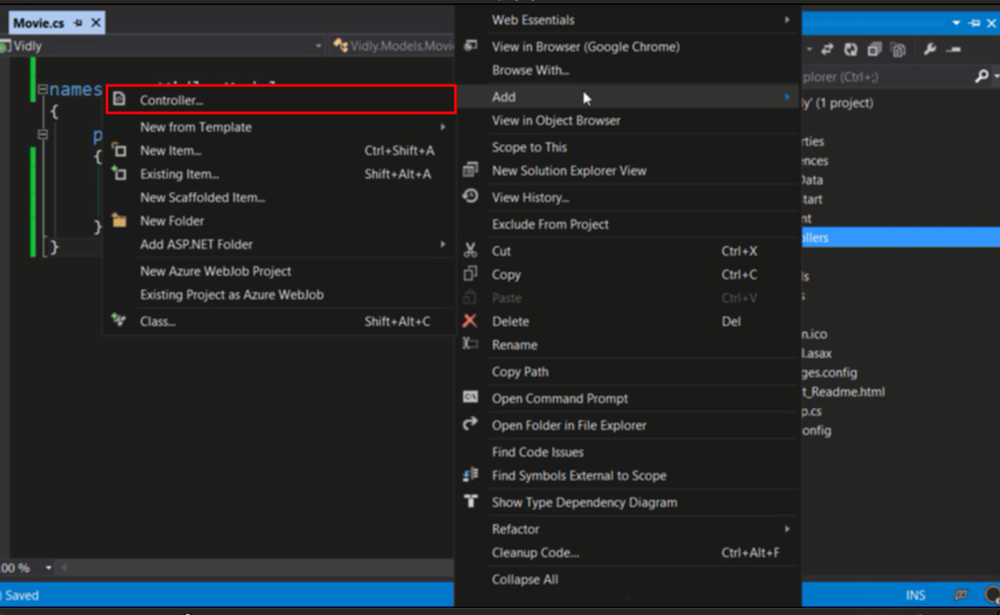 Movie.cs
Vidly
Vidly.Models.Movi
names
{
p
{
}
}
Controller...
New from Template
New Item... Ctrl+Shift+A
Existing Item... Shift+Alt+A
New Scaffolded Item...
New Folder
Add ASP.NET Folder
New Azure WebJob Project
Existing Project as Azure WebJob
Class... Shift+Alt+C
Web Essentials
View in Browser (Google Chrome)
Browse With...
Add
View in Object Browser
Scope to This
New Solution Explorer View
View History...
Exclude From Project
Cut Ctrl+X
Copy Ctrl+C
Paste Ctrl+V
Delete Del
Rename
Copy Path
Open Command Prompt
Open Folder in File Explorer
Find Code Issues
Find Symbols External to Scope
Show Type Dependency Diagram
Refactor
Cleanup Code... Ctrl+Alt+F
Collapse All
plorer (Ctrl+;)
ly' (1 project)
rties
ences
Data
tart
nt
ollers
ls
s
n.ico
l.asax
ges.config
t_Readme.html
p.cs
onfig
00 %
Saved
INS